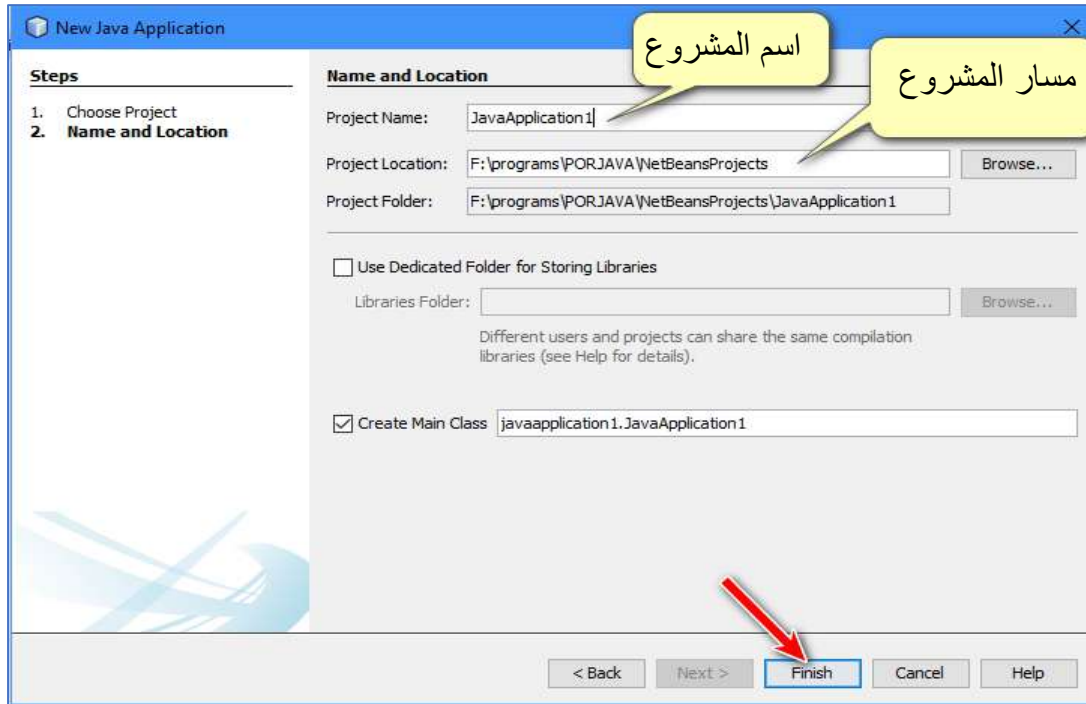 New Java Application
اسم المشروع
مسار المشروع
Steps
1. Choose Project
2. Name and Location
Name and Location
Project Name: JavaApplication1
Project Location: F:\programs\PORJAVA\NetBeansProjects Browse...
Project Folder: F:\programs\PORJAVA\NetBeansProjects\JavaApplication1
Use Dedicated Folder for Storing Libraries
Libraries Folder: Browse...
Different users and projects can share the same compilation
libraries (see Help for details).
Create Main Class javaapplication1.JavaApplication1
< Back Next > Finish Cancel Help